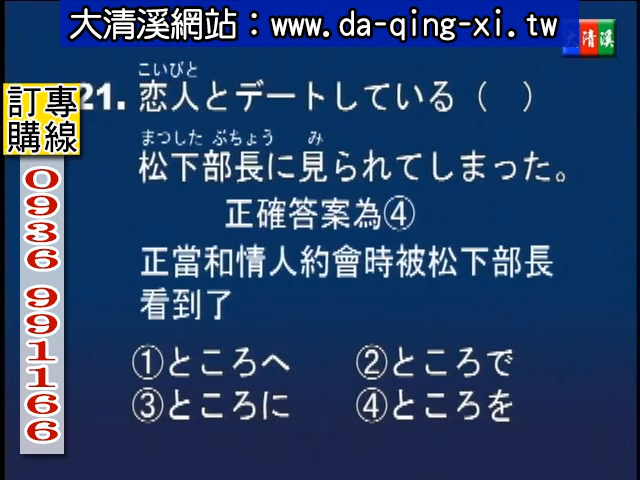 大清溪網站：www.da-qing-xi.tw
大清溪
訂購
專線
0936 991166
こいびと
21. 恋人とデートしている（　）
まつした ぶちょう　み
松下部長に見られてしまった。
正確答案為④
正當和情人約會時被松下部長
看到了
①ところへ　②ところで
③ところに　④ところを